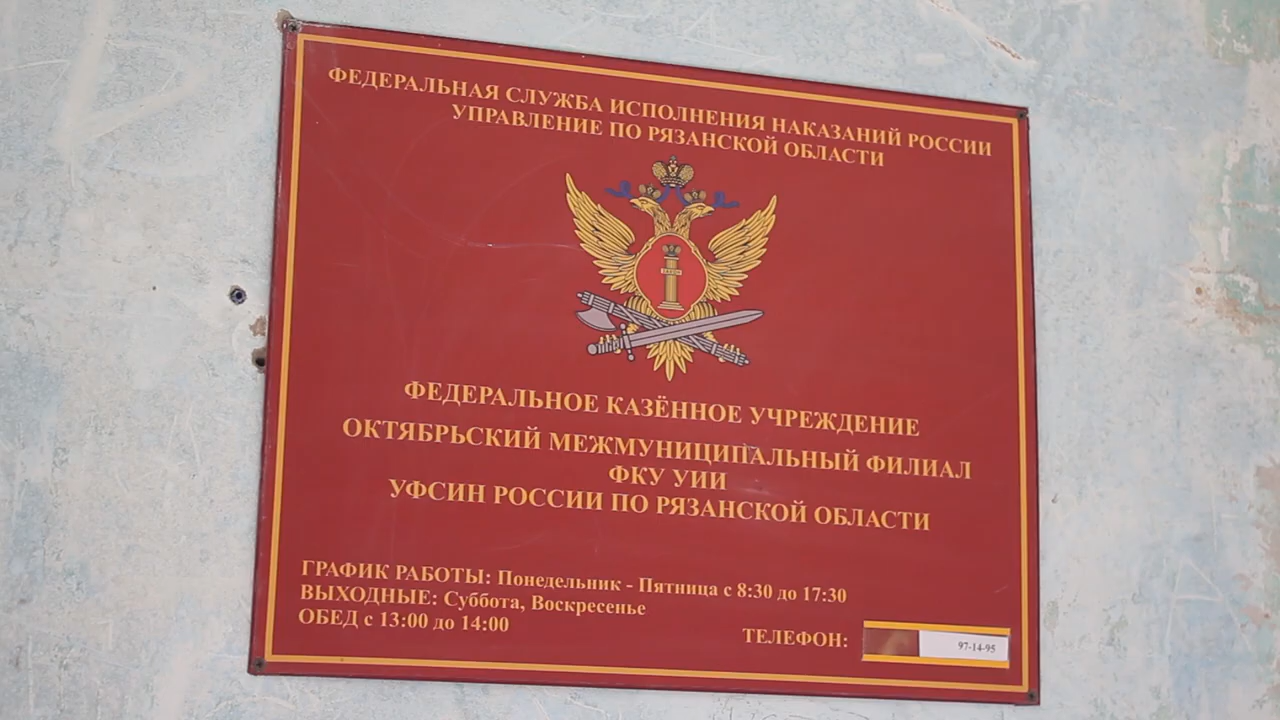 ФЕДЕРАЛЬНАЯ СЛУЖБА ИСПОЛНЕНИЯ НАКАЗАНИЙ РОССИИ
УПРАВЛЕНИЕ ПО РЯЗАНСКОЙ ОБЛАСТИ
ЗАКОН
ФЕДЕРАЛЬНОЕ КАЗЁННОЕ УЧРЕЖДЕНИЕ
ОКТЯБРЬСКИЙ МЕЖМУНИЦИПАЛЬНЫЙ ФИЛИАЛ
ФКУ УИИ
УФСИН РОССИИ ПО РЯЗАНСКОЙ ОБЛАСТИ
ГРАФИК РАБОТЫ: Понедельник - Пятница с 8:30 до 17:30
ВЫХОДНЫЕ: Суббота, Воскресенье
ОБЕД с 13:00 до 14:00
ТЕЛЕФОН: 97-14-95